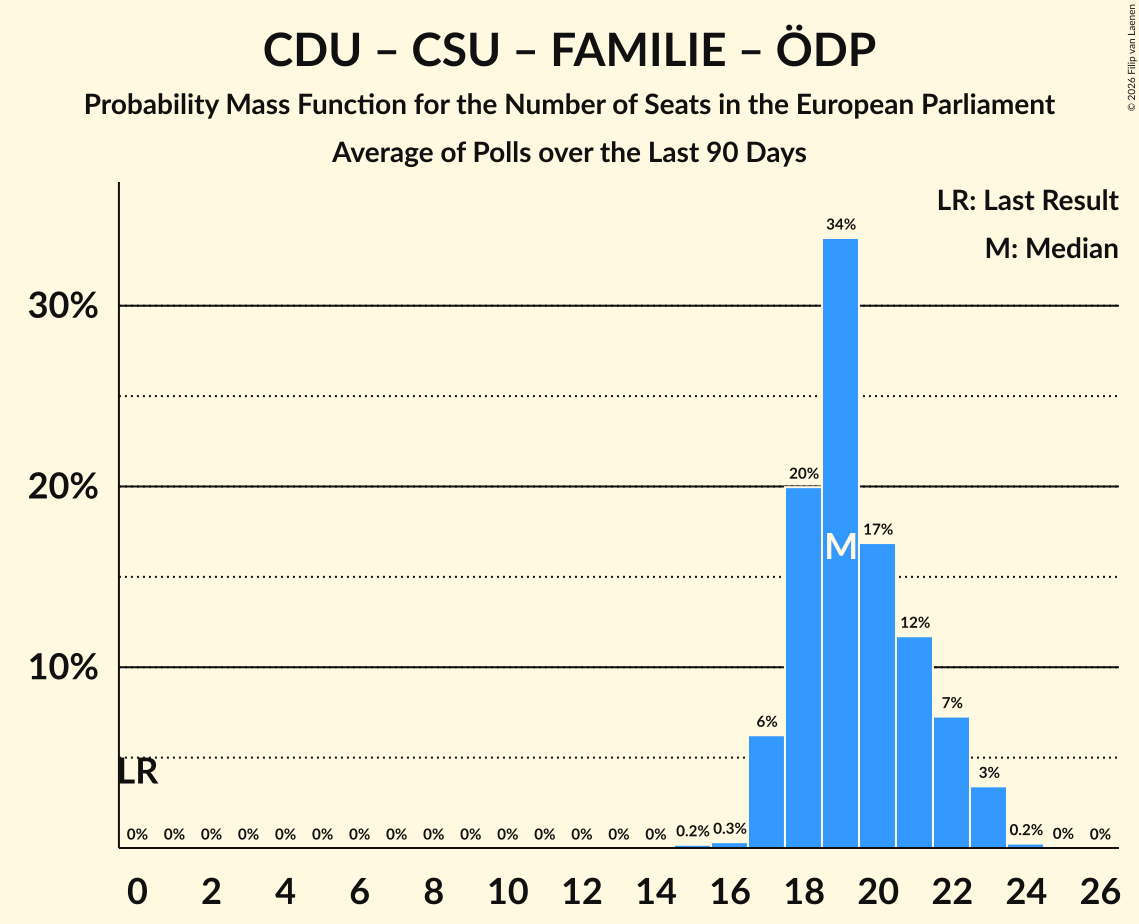 CDU – CSU – FAMILIE – ÖDP
Probability Mass Function for the Number of Seats in the European Parliament
Average of Polls over the Last 90 Days
© 2026 Filip van Laenen
LR: Last Result
M: Median
34%
30%
20%
20%
M
17%
12%
10%
7%
6%
3%
LR
0% 0% 0% 0% 0% 0% 0% 0% 0% 0% 0% 0% 0% 0% 0% 0.2% 0.3% 0.2% 0% 0%
0 2 4 6 8 10 12 14 16 18 20 22 24 26